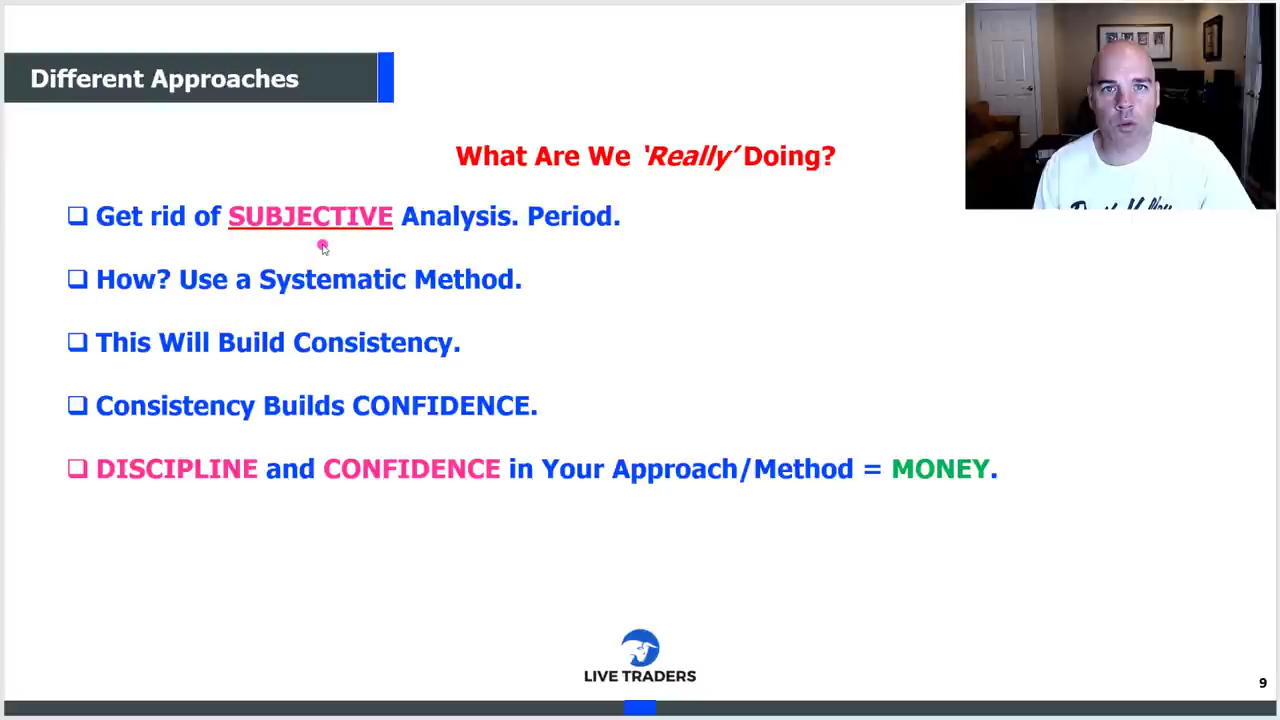 Different Approaches
What Are We ‘Really’ Doing?
❑ Get rid of SUBJECTIVE Analysis. Period.
❑ How? Use a Systematic Method.
❑ This Will Build Consistency.
❑ Consistency Builds CONFIDENCE.
❑ DISCIPLINE and CONFIDENCE in Your Approach/Method = MONEY.
LIVE TRADERS
9